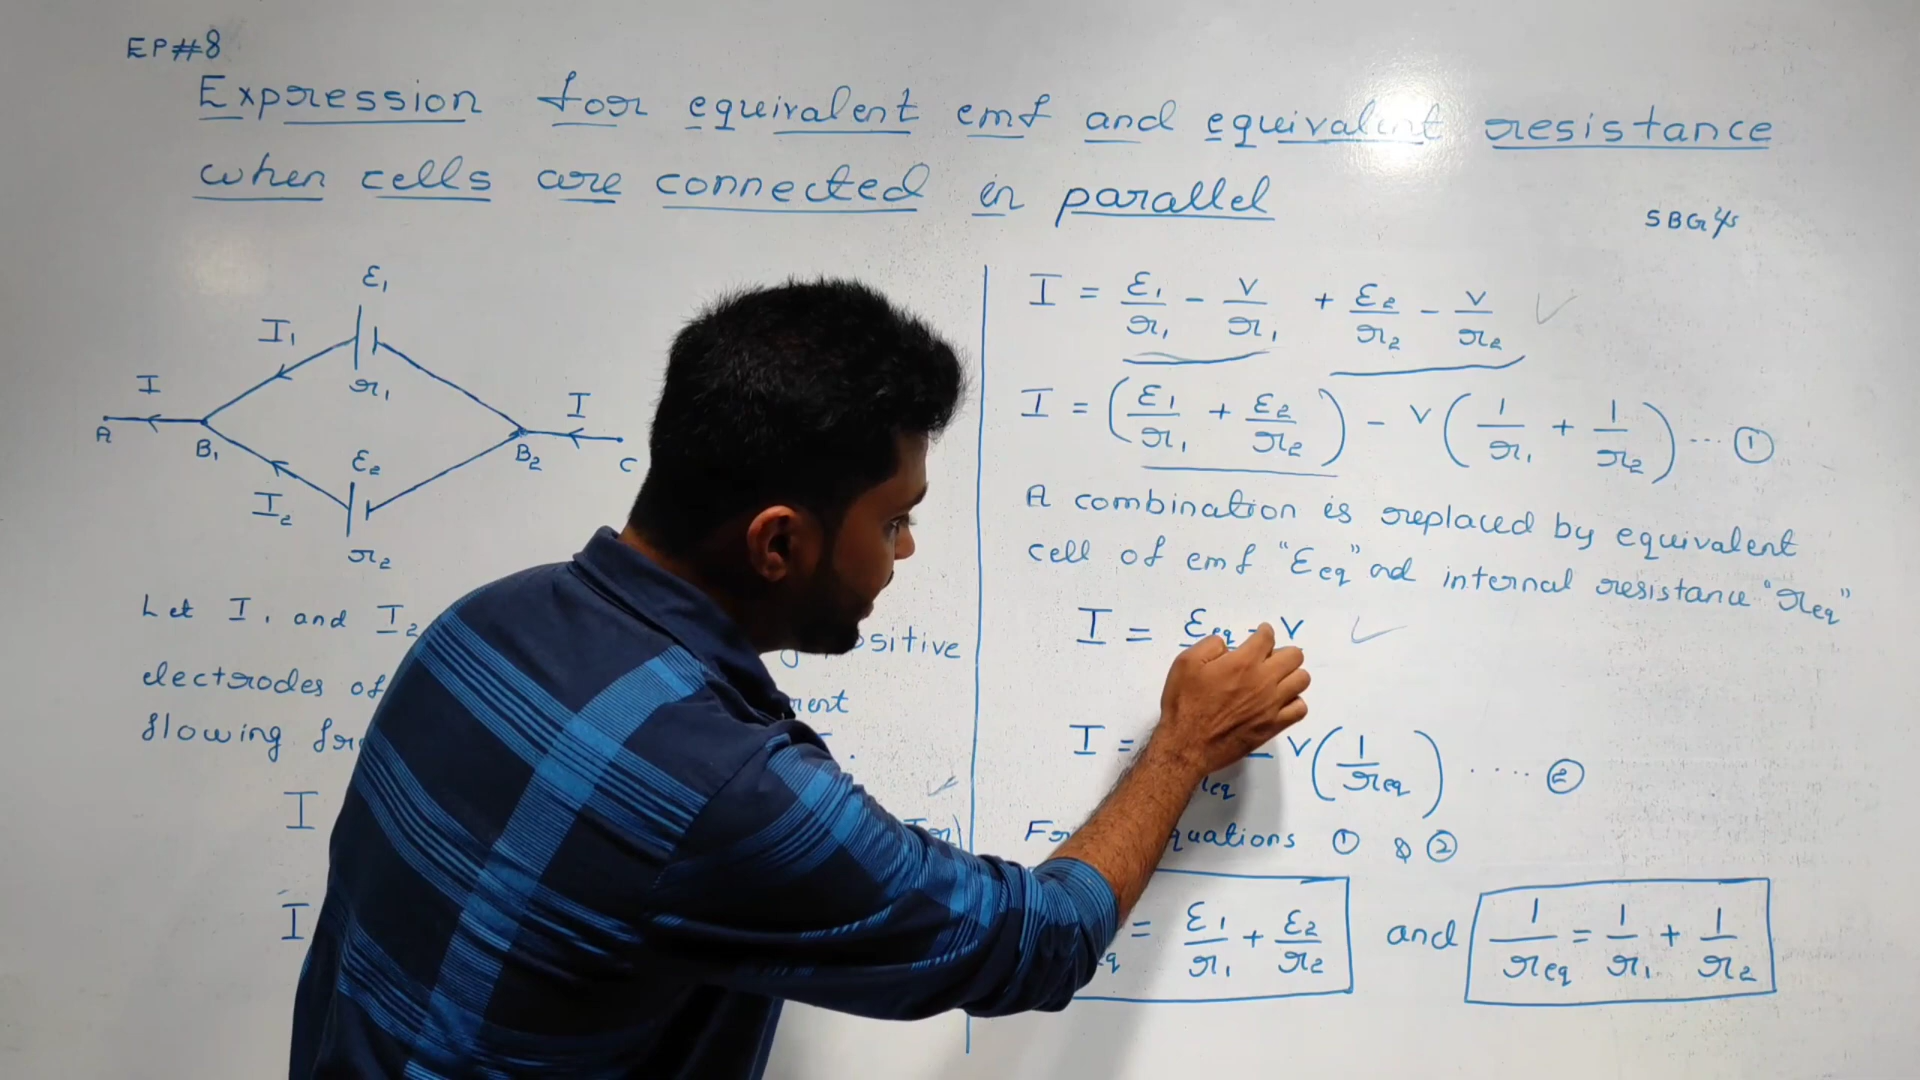 EP#8
Expression for equivalent emf and equivalent resistance
when cells are connected in parallel
SBG
ε₁
I₁
r₁
I
I
A
B₁
B₂
C
ε₂
I₂
r₂
Let I₁ and I₂ positive
electrodes of
flowing
I
I
I = ε₁/r₁ - V/r₁ + ε₂/r₂ - V/r₂ ✓
I = (ε₁/r₁ + ε₂/r₂) - V(1/r₁ + 1/r₂) ... ①
A combination is replaced by equivalent
cell of emf "εeq" and internal resistance "req"
I = εeq - V ✓
I = - V(1/req) ..... ②
equations ① & ②
= ε₁/r₁ + ε₂/r₂ and 1/req = 1/r₁ + 1/r₂